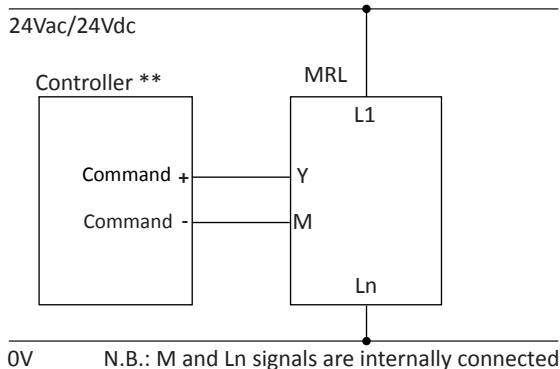 24Vac/24Vdc
Controller **
MRL
L1
Command +
Y
Command -
M
Ln
0V
N.B.: M and Ln signals are internally connected